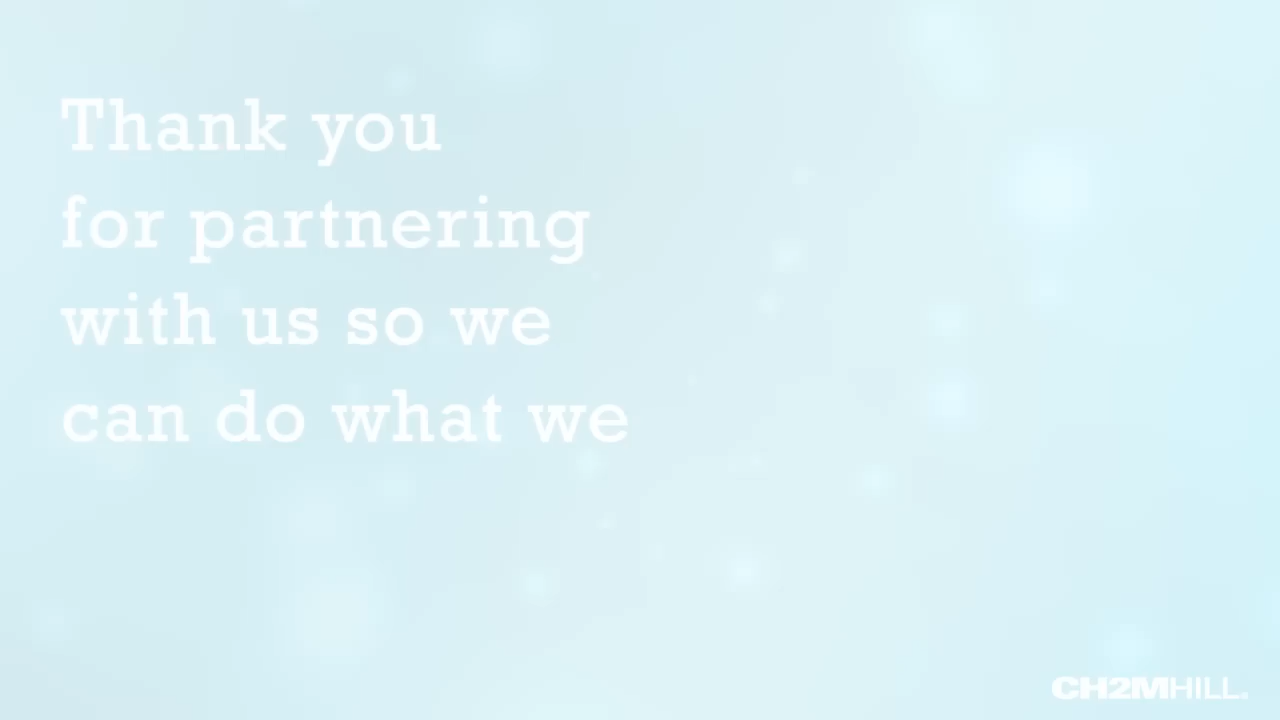 Thank you
for partnering
with us so we
can do what we
CH2MHILL.